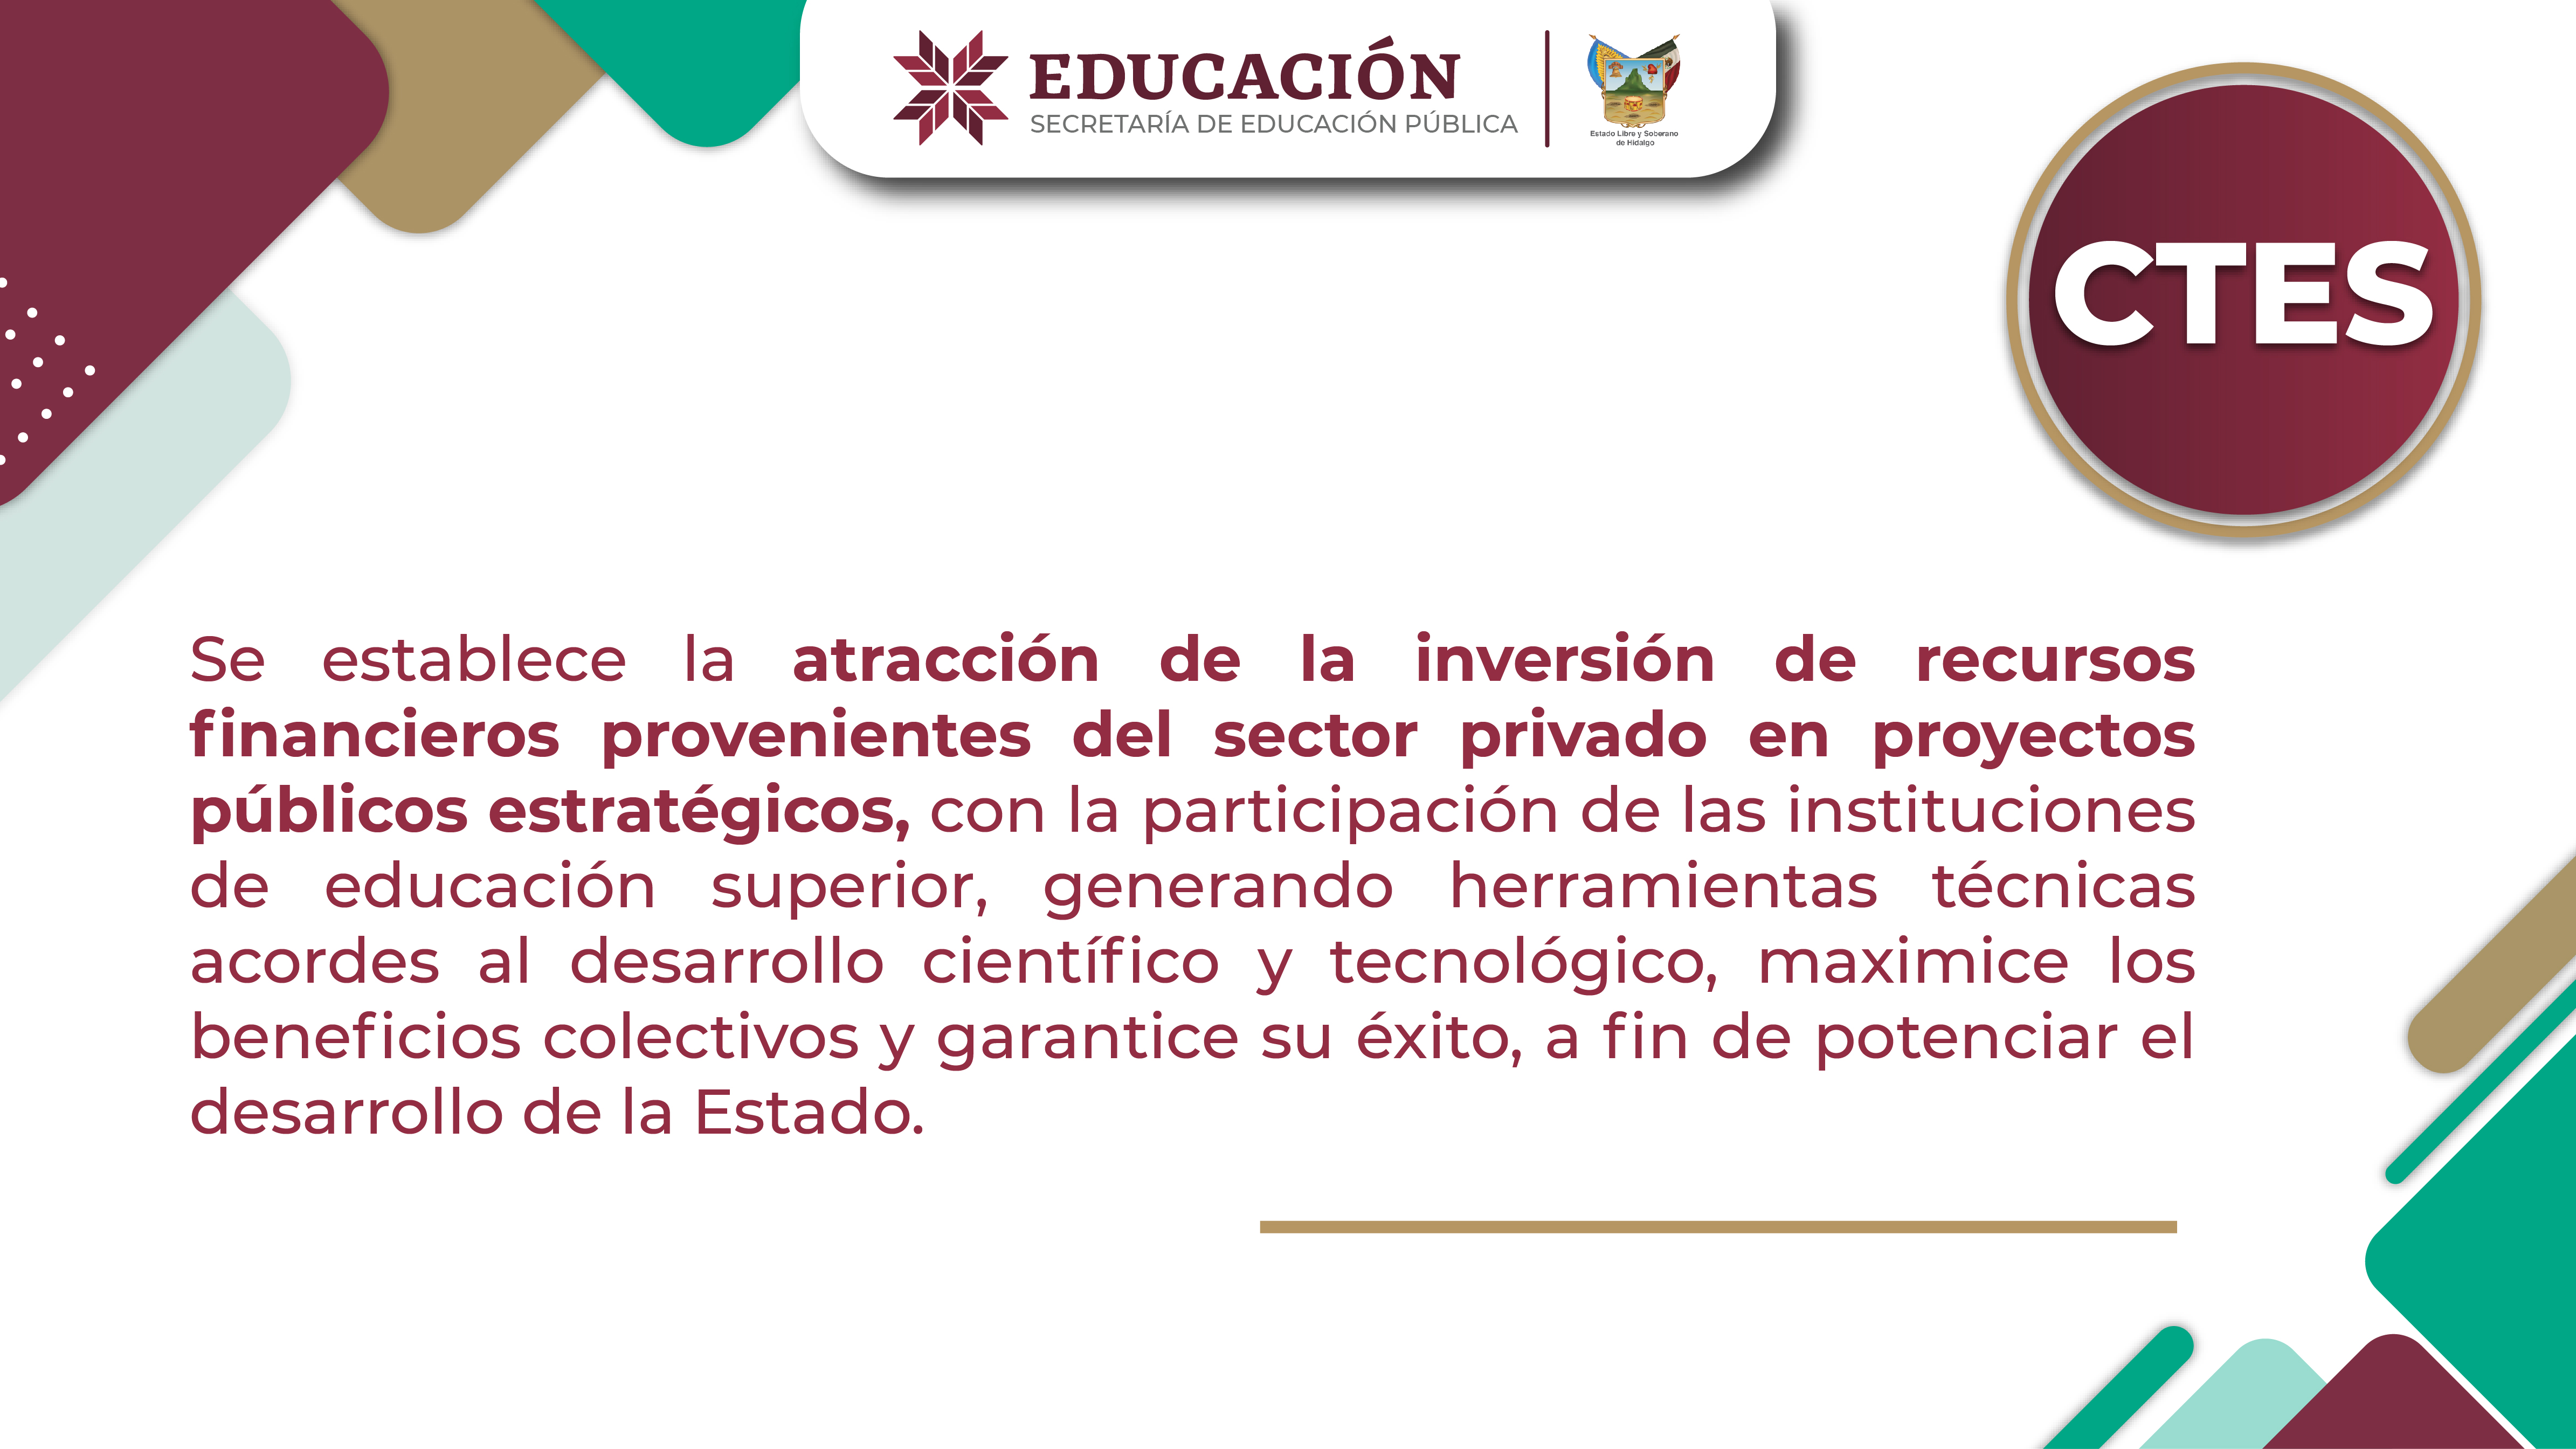 EDUCACIÓN
SECRETARÍA DE EDUCACIÓN PÚBLICA
Estado Libre y Soberano
de Hidalgo
CTES
Se establece la atracción de la inversión de recursos
financieros provenientes del sector privado en proyectos
públicos estratégicos, con la participación de las instituciones
de educación superior, generando herramientas técnicas
acordes al desarrollo científico y tecnológico, maximice los
beneficios colectivos y garantice su éxito, a fin de potenciar el
desarrollo de la Estado.